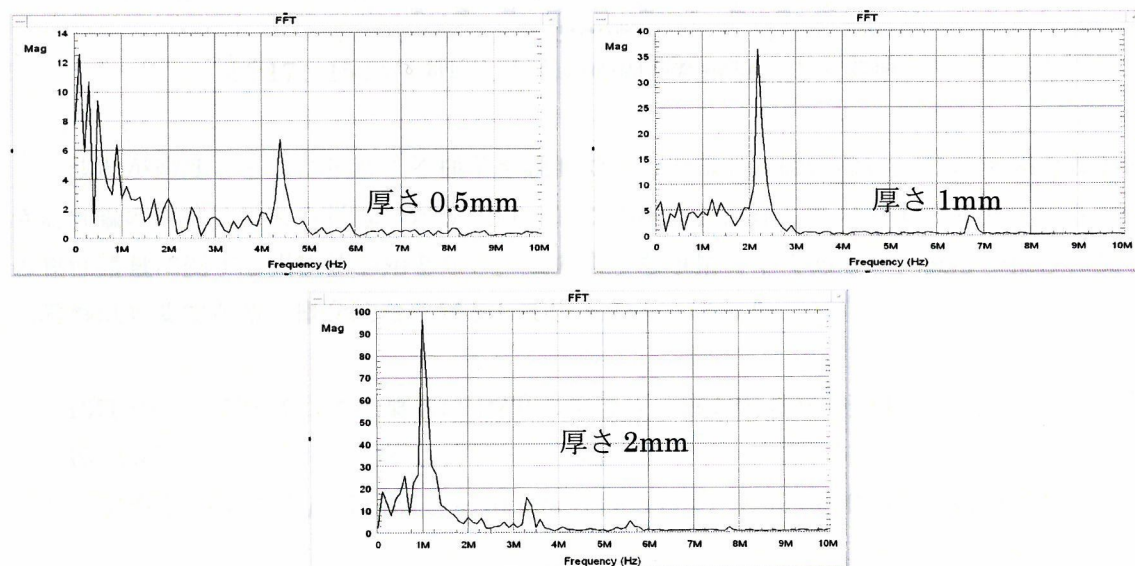 FFT
Mag
14
12
10
8
6
4
2
0
厚さ 0.5mm
0 1M 2M 3M 4M 5M 6M 7M 8M 9M 10M
Frequency (Hz)
FFT
Mag
40
35
30
25
20
15
10
5
0
厚さ 1mm
0 1M 2M 3M 4M 5M 6M 7M 8M 9M 10M
Frequency (Hz)
FFT
Mag
100
90
80
70
60
50
40
30
20
10
0
厚さ 2mm
0 1M 2M 3M 4M 5M 6M 7M 8M 9M 10M
Frequency (Hz)